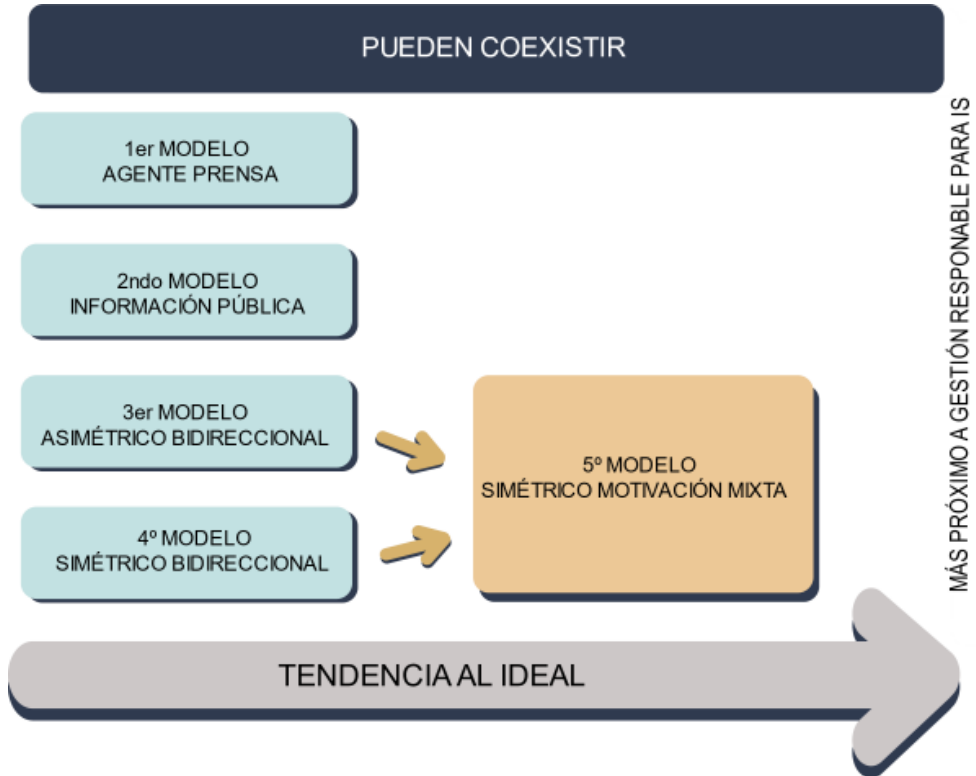 PUEDEN COEXISTIR
1er MODELO
AGENTE PRENSA
2ndo MODELO
INFORMACIÓN PÚBLICA
3er MODELO
ASIMÉTRICO BIDIRECCIONAL
4º MODELO
SIMÉTRICO BIDIRECCIONAL
5º MODELO
SIMÉTRICO MOTIVACIÓN MIXTA
TENDENCIA AL IDEAL
MÁS PRÓXIMO A GESTIÓN RESPONABLE PARA IS